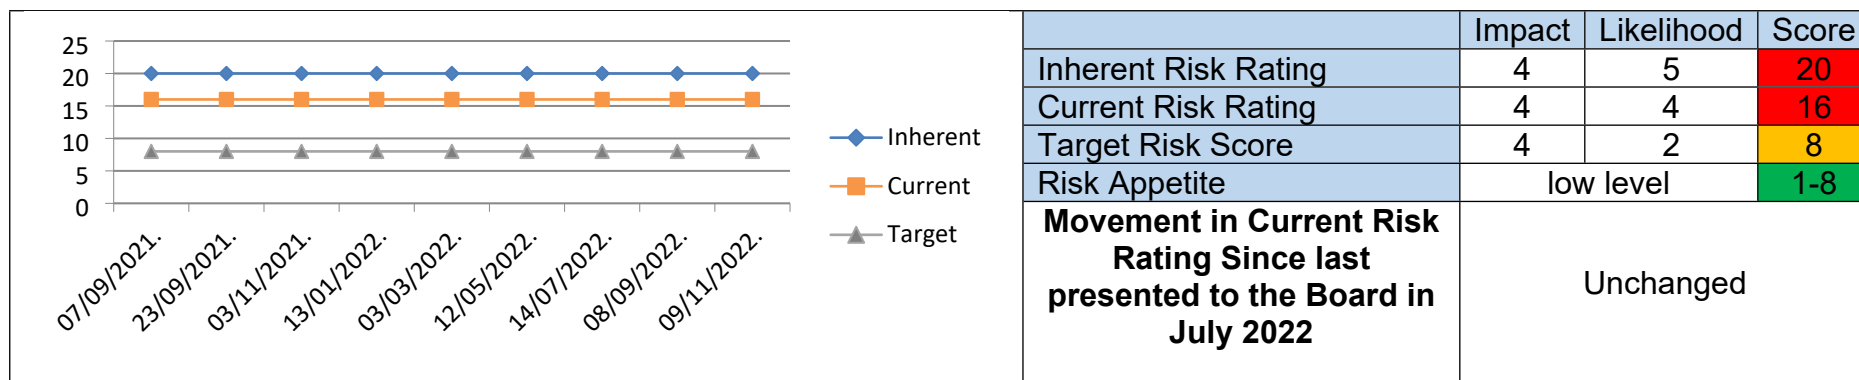 25
20
15
10
5
0
07/09/2021.
23/09/2021.
03/11/2021.
13/01/2022.
03/03/2022.
12/05/2022.
14/07/2022.
08/09/2022.
09/11/2022.
Inherent
Current
Target
Impact Likelihood Score
Inherent Risk Rating 4 5 20
Current Risk Rating 4 4 16
Target Risk Score 4 2 8
Risk Appetite low level 1-8
Movement in Current Risk
Rating Since last
presented to the Board in
July 2022
Unchanged